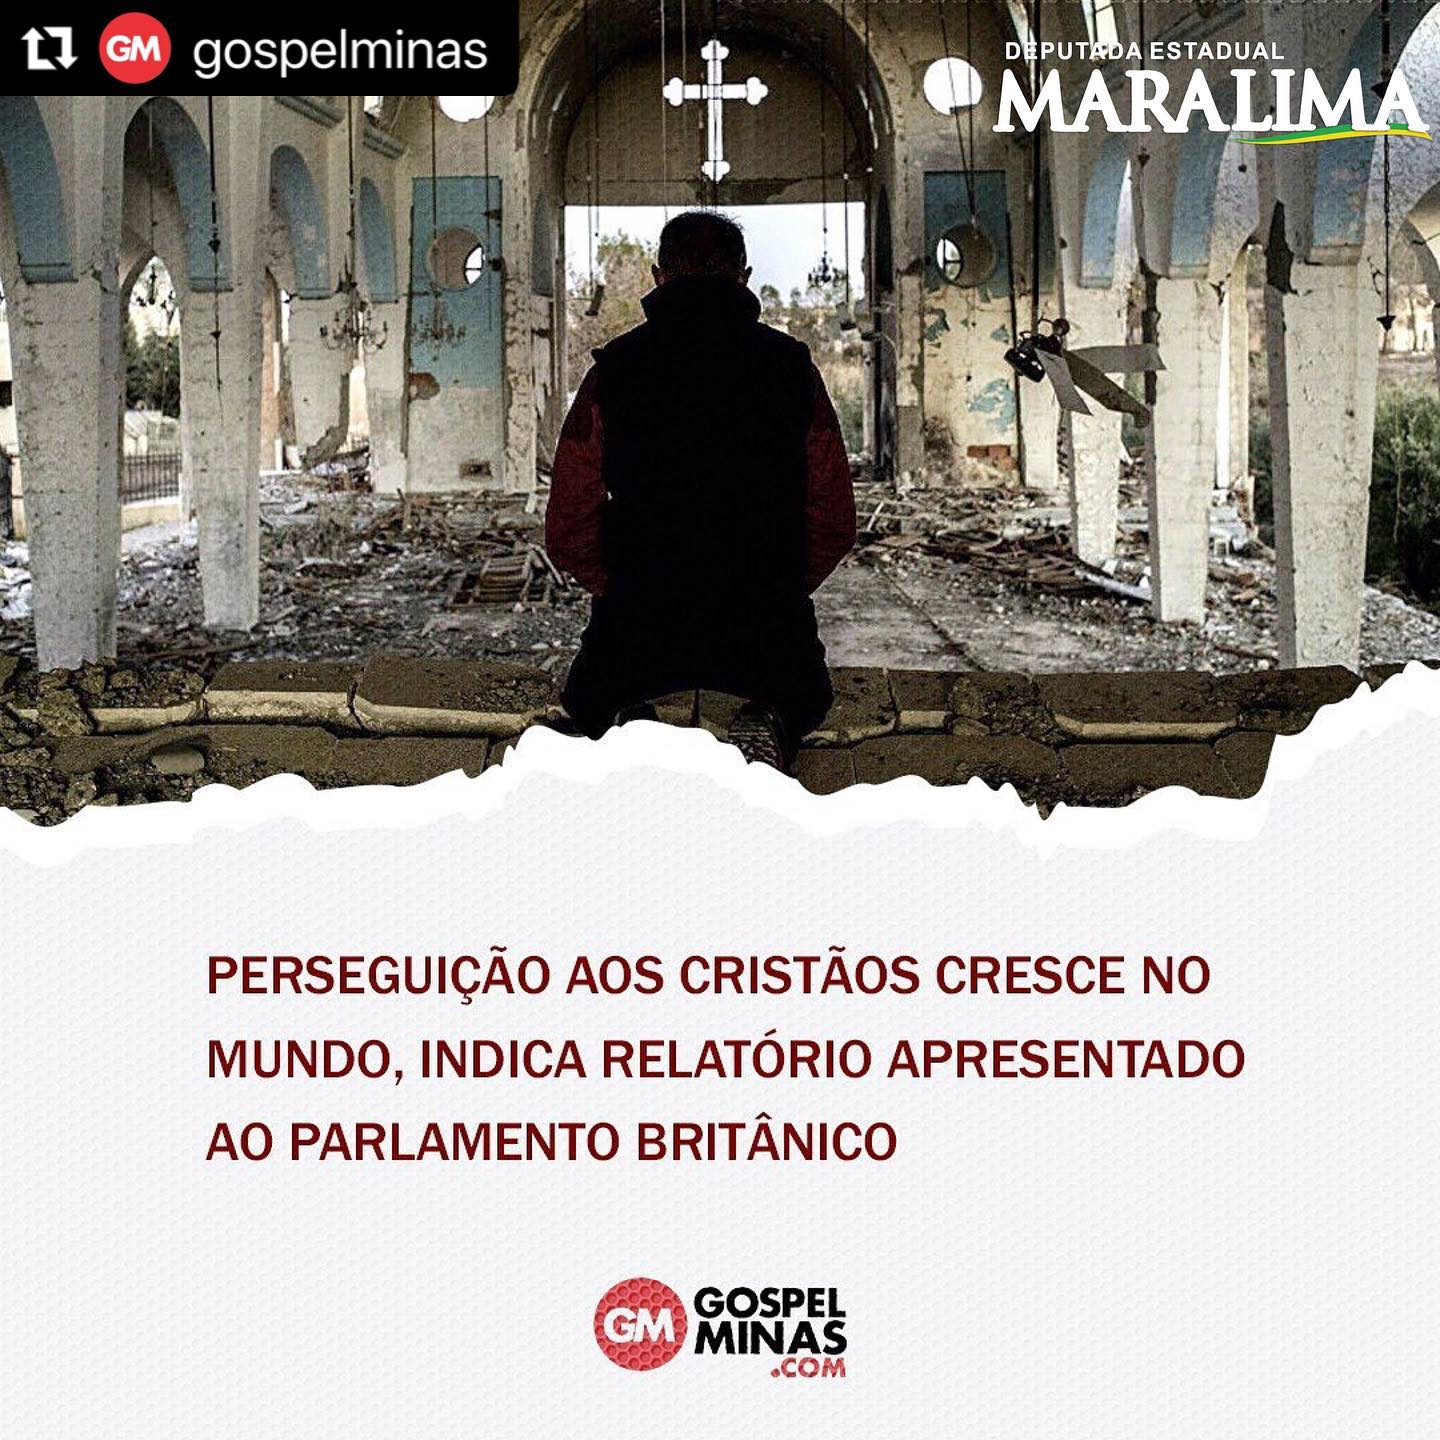 GM gospelminas
DEPUTADA ESTADUAL
MARALIMA
PERSEGUIÇÃO AOS CRISTÃOS CRESCE NO
MUNDO, INDICA RELATÓRIO APRESENTADO
AO PARLAMENTO BRITÂNICO
GM GOSPEL
MINAS
.COM